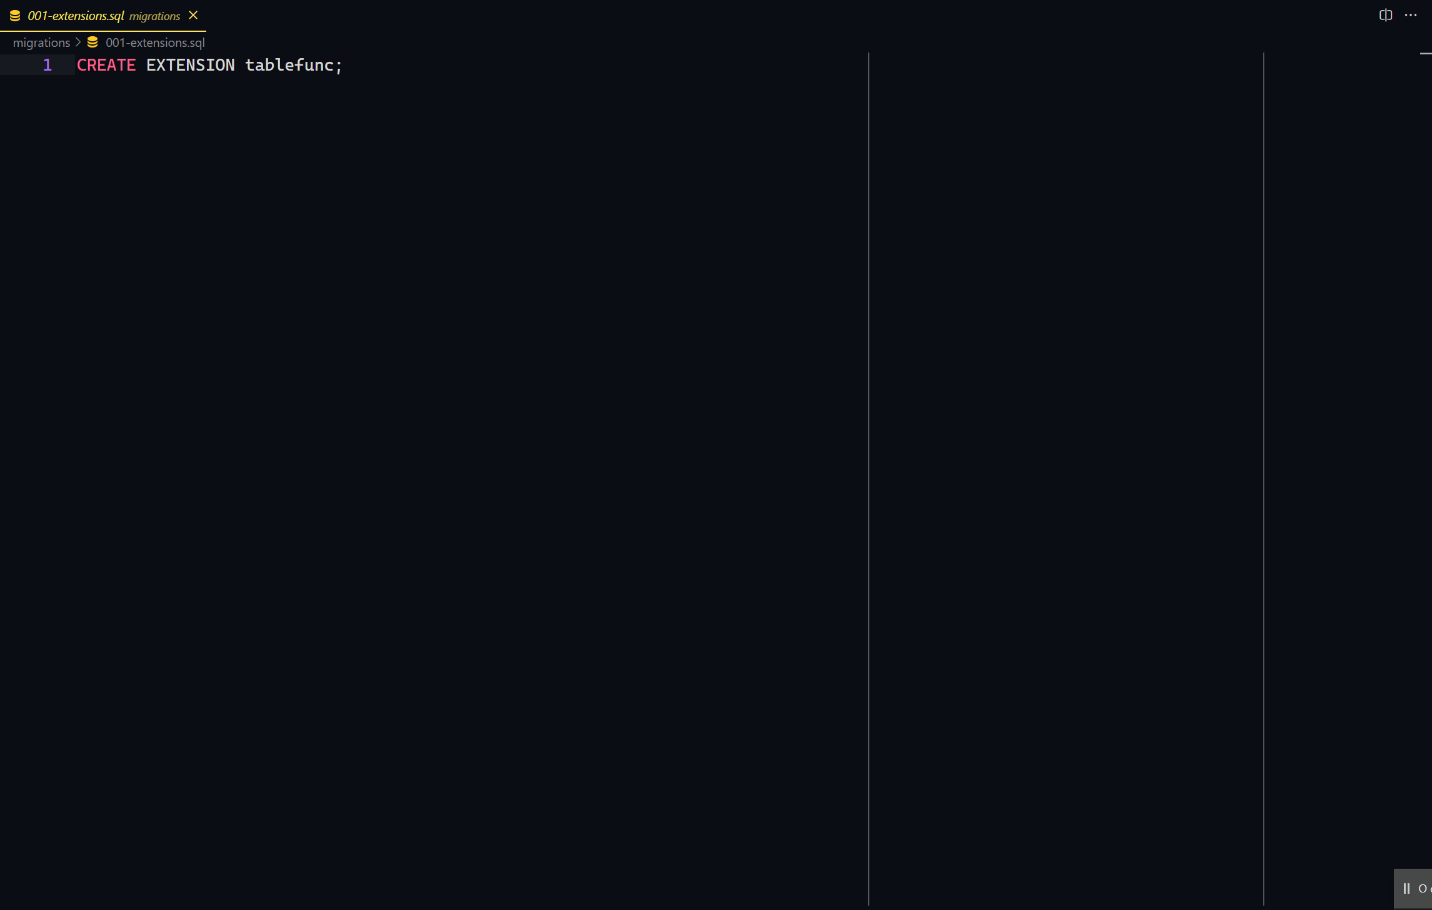 001-extensions.sql migrations
migrations > 001-extensions.sql
1 CREATE EXTENSION tablefunc;